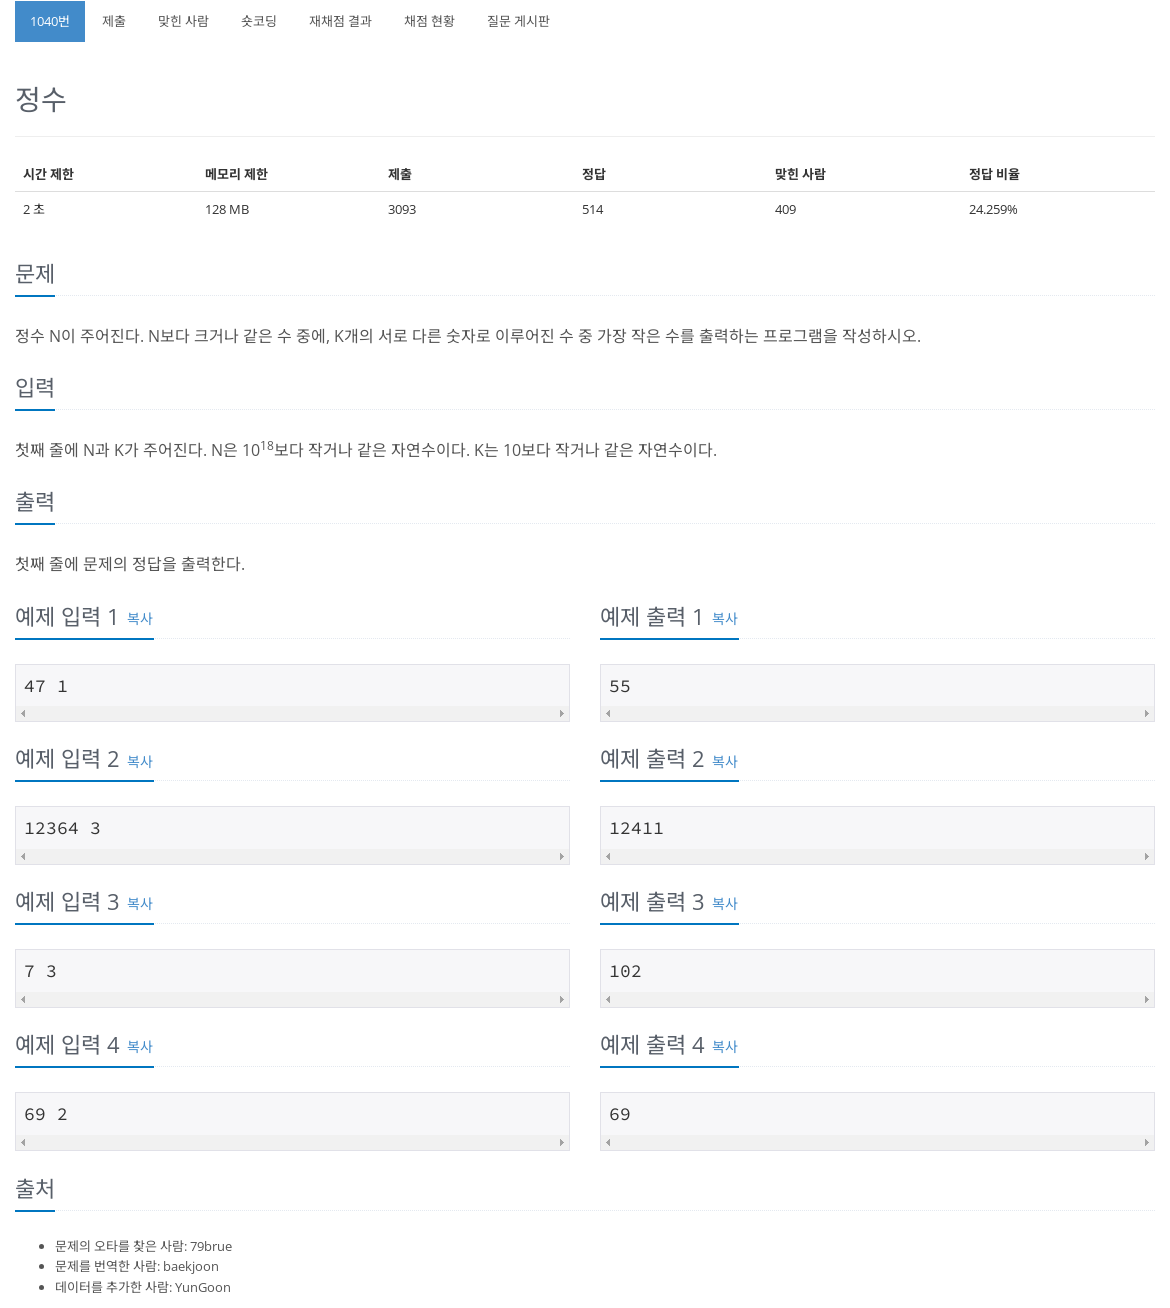 1040번 제출 맞힌 사람 숏코딩 재채점 결과 채점 현황 질문 게시판
정수
시간 제한 메모리 제한 제출 정답 맞힌 사람 정답 비율
2 초 128 MB 3093 514 409 24.259%
문제
정수 N이 주어진다. N보다 크거나 같은 수 중에, K개의 서로 다른 숫자로 이루어진 수 중 가장 작은 수를 출력하는 프로그램을 작성하시오.
입력
첫째 줄에 N과 K가 주어진다. N은 10¹⁸보다 작거나 같은 자연수이다. K는 10보다 작거나 같은 자연수이다.
출력
첫째 줄에 문제의 정답을 출력한다.
예제 입력 1 복사
47 1
예제 출력 1 복사
55
예제 입력 2 복사
12364 3
예제 출력 2 복사
12411
예제 입력 3 복사
7 3
예제 출력 3 복사
102
예제 입력 4 복사
69 2
예제 출력 4 복사
69
출처
문제의 오타를 찾은 사람: 79brue
문제를 번역한 사람: baekjoon
데이터를 추가한 사람: YunGoon